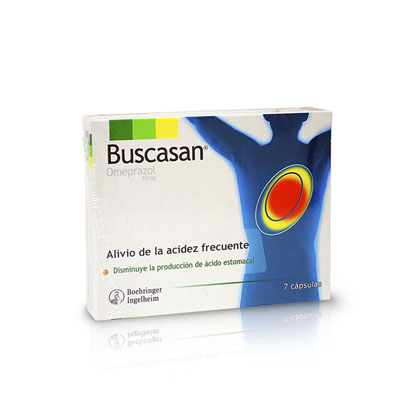 Buscasan®
Omeprazol
Alivio de la acidez frecuente
Disminuye la producción de ácido estomacal
Boehringer
Ingelheim
7 cápsulas